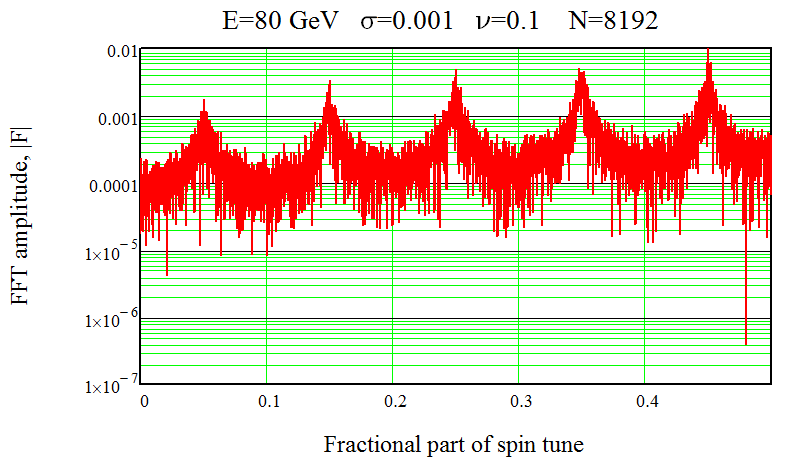 E=80 GeV σ=0.001 ν=0.1 N=8192
0.01
0.001
0.0001
1×10⁻⁵
1×10⁻⁶
1×10⁻⁷
FFT amplitude, |F|
0 0.1 0.2 0.3 0.4
Fractional part of spin tune